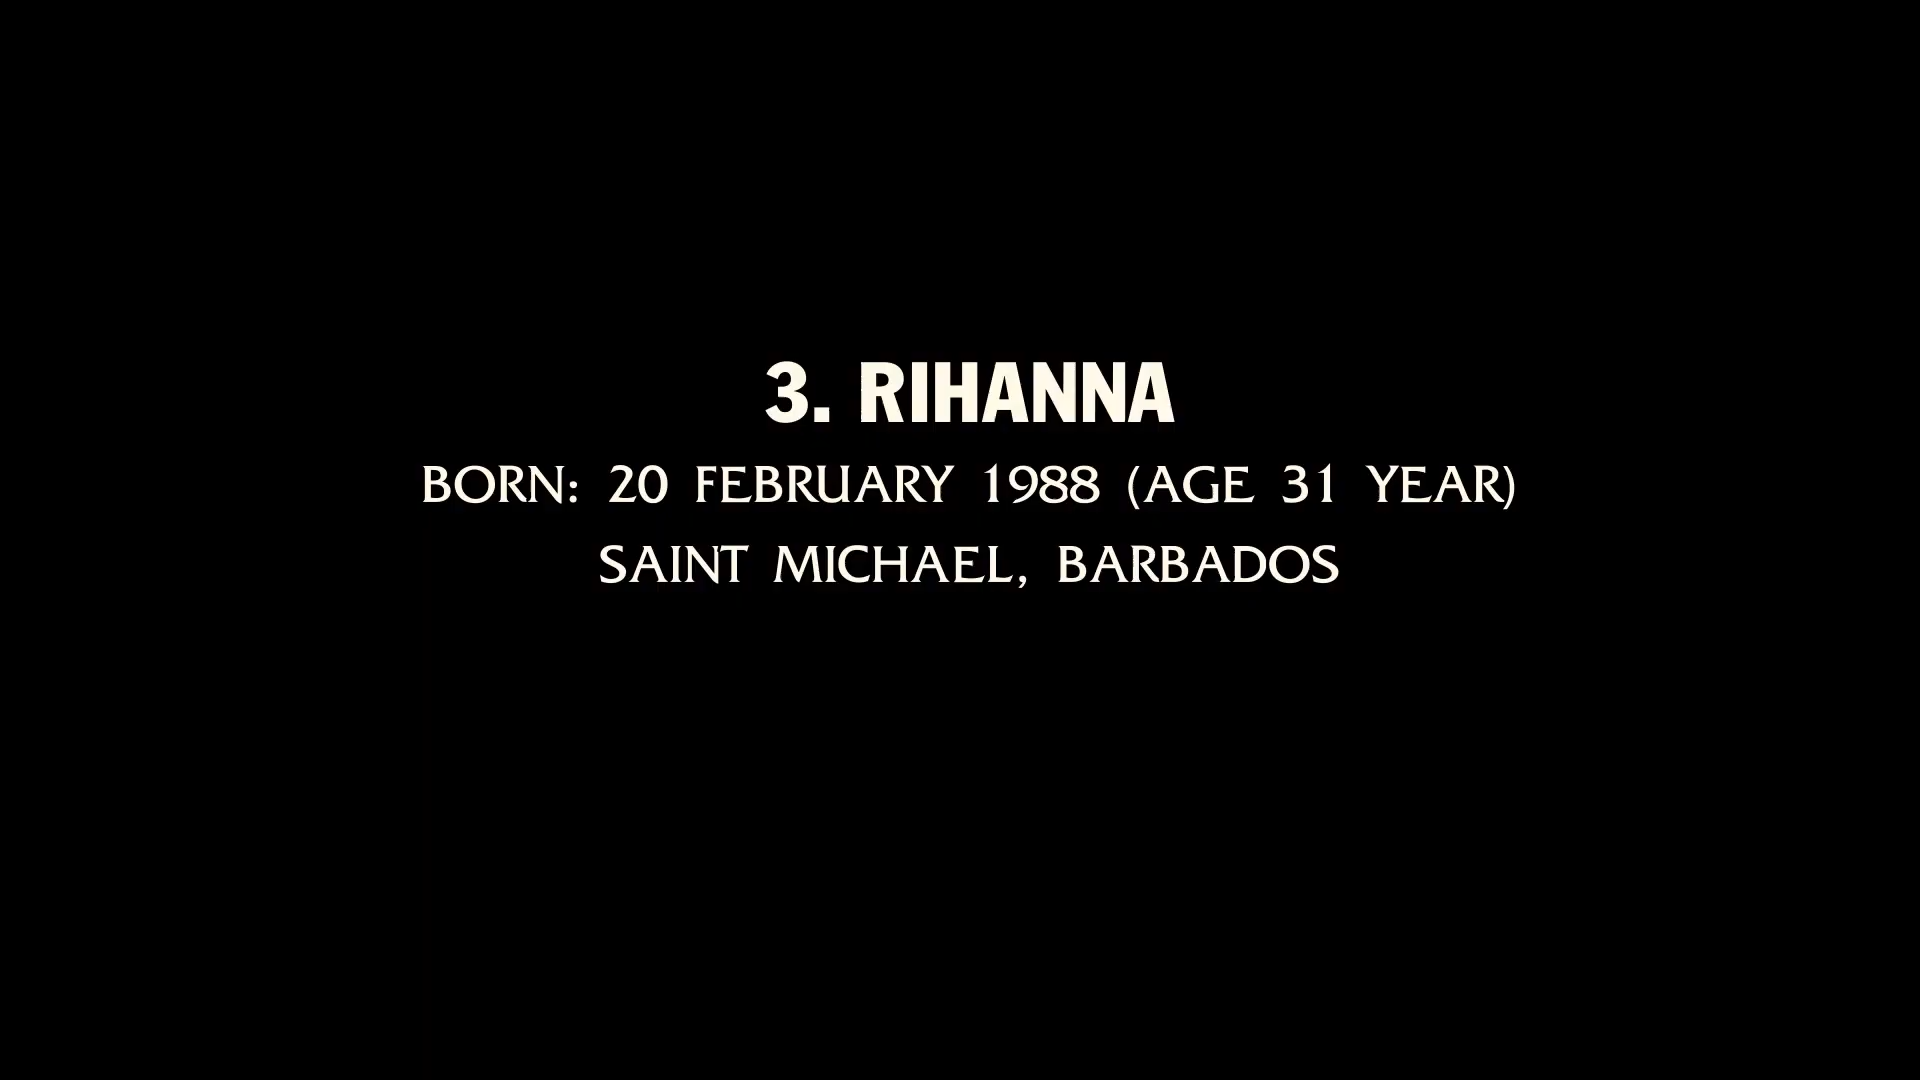 3. RIHANNA
BORN: 20 FEBRUARY 1988 (AGE 31 YEAR)
SAINT MICHAEL, BARBADOS